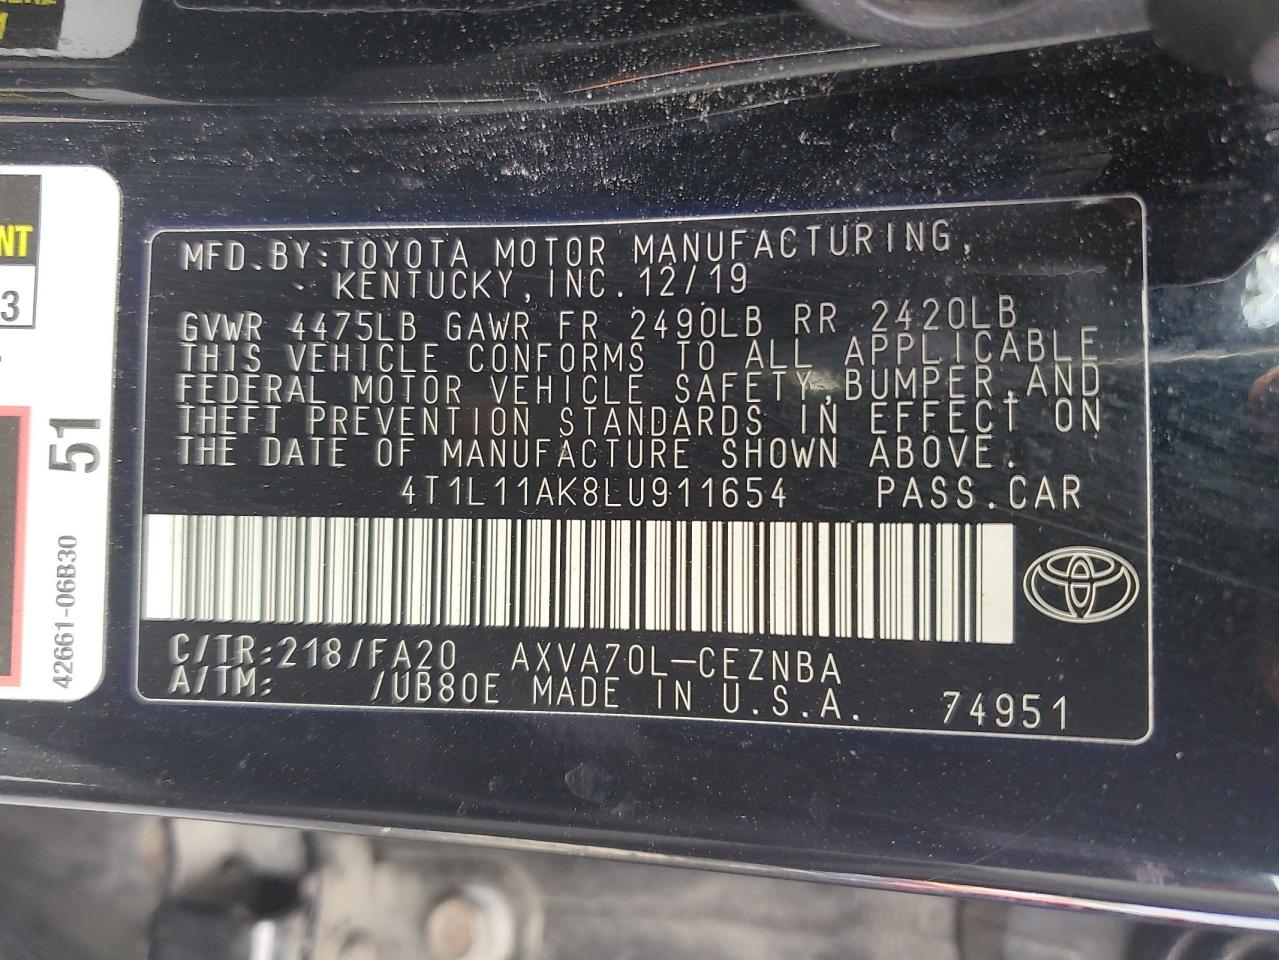 NT
3
51
42661-06B30
MFD.BY:TOYOTA MOTOR MANUFACTURING,
KENTUCKY,INC.12/19
GVWR 4475LB GAWR FR 2490LB RR 2420LB
THIS VEHICLE CONFORMS TO ALL APPLICABLE
FEDERAL MOTOR VEHICLE SAFETY,BUMPER,AND
THEFT PREVENTION STANDARDS IN EFFECT ON
THE DATE OF MANUFACTURE SHOWN ABOVE.
4T1L11AK8LU911654 PASS.CAR
C/TR:218/FA20 AXVA70L-CEZNBA
A/TM: /UB80E MADE IN U.S.A. 74951